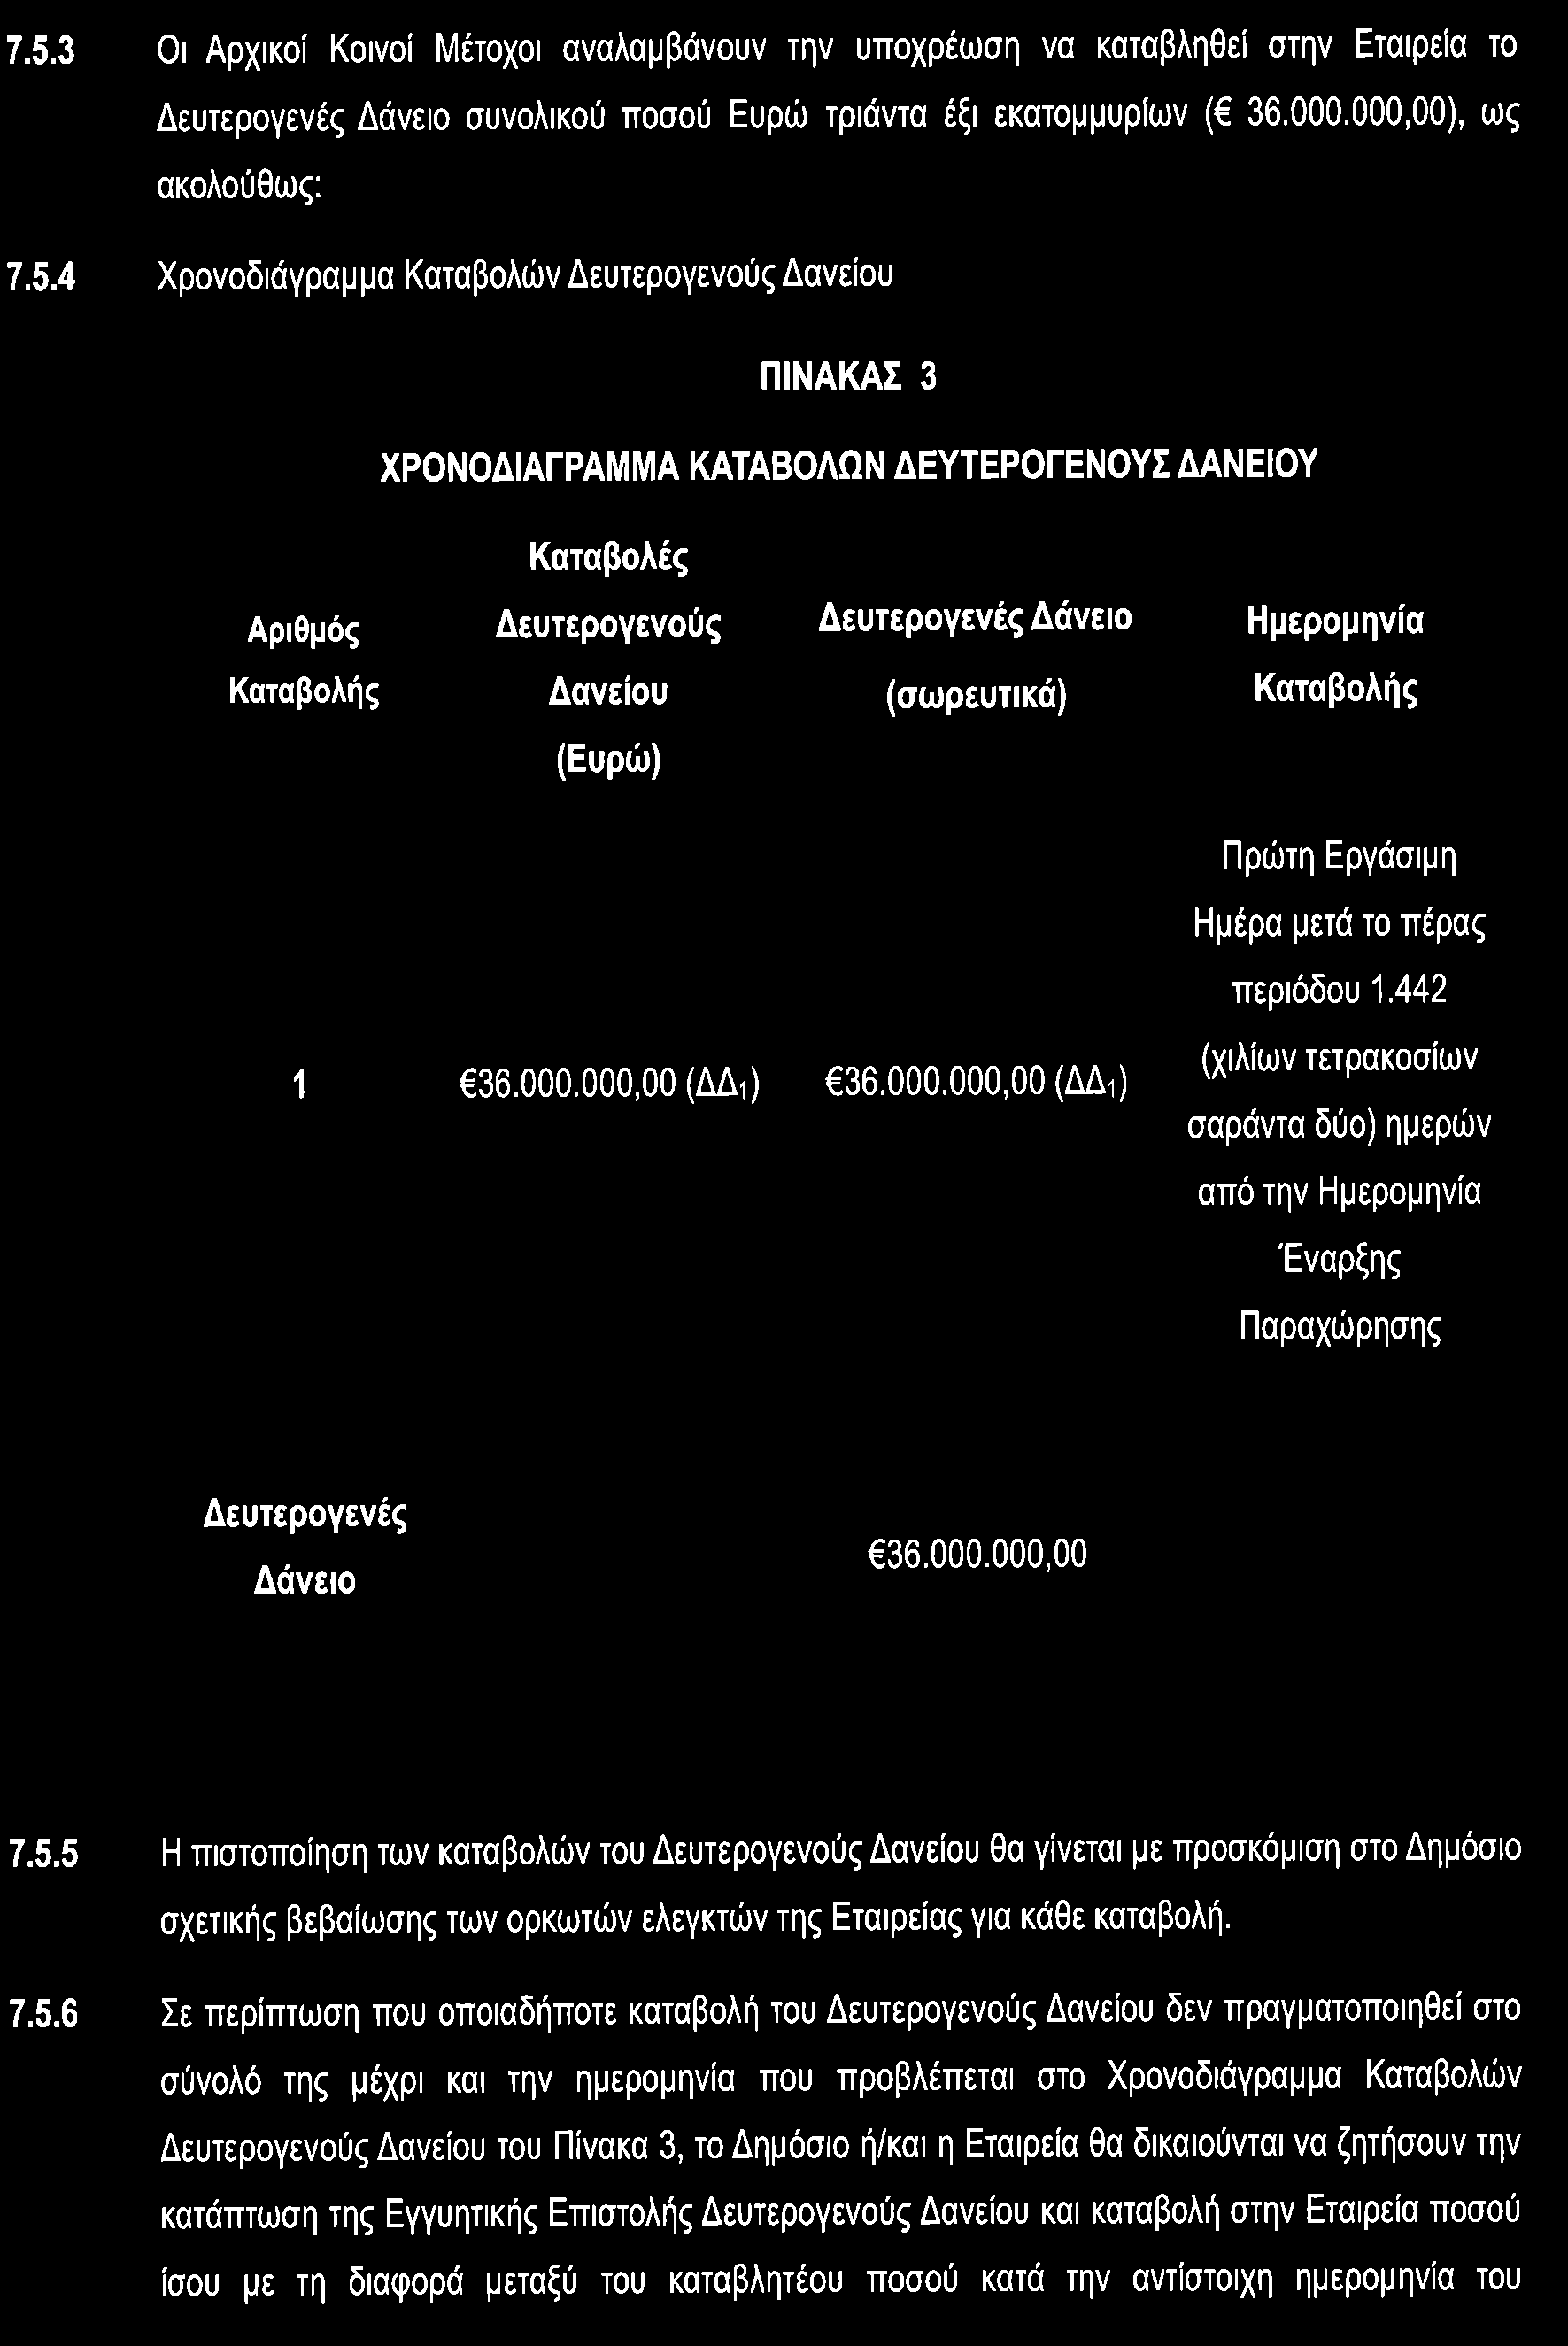 7.5.3 Οι Αρχικοί Κοινοί Μέτοχοι αναλαμβάνουν την υποχρέωση να καταβληθεί στην Εταιρεία το
Δευτερογενές Δάνειο συνολικού ποσού Ευρώ τριάντα έξι εκατομμυρίων (€ 36.000.000,00), ως
ακολούθως:
7.5.4 Χρονοδιάγραμμα Καταβολών Δευτερογενούς Δανείου
ΠΙΝΑΚΑΣ 3
ΧΡΟΝΟΔΙΑΓΡΑΜΜΑ ΚΑΤΑΒΟΛΩΝ ΔΕΥΤΕΡΟΓΕΝΟΥΣ ΔΑΝΕΙΟΥ
Αριθμός
Καταβολής
Καταβολές
Δευτερογενούς
Δανείου
(Ευρώ)
Δευτερογενές Δάνειο
(σωρευτικά)
Ημερομηνία
Καταβολής
1 €36.000.000,00 (ΔΔ1) €36.000.000,00 (ΔΔ1)
Πρώτη Εργάσιμη
Ημέρα μετά το πέρας
περιόδου 1.442
(χιλίων τετρακοσίων
σαράντα δύο) ημερών
από την Ημερομηνία
Έναρξης
Παραχώρησης
Δευτερογενές
Δάνειο
€36.000.000,00
7.5.5 Η πιστοποίηση των καταβολών του Δευτερογενούς Δανείου θα γίνεται με προσκόμιση στο Δημόσιο
σχετικής βεβαίωσης των ορκωτών ελεγκτών της Εταιρείας για κάθε καταβολή.
7.5.6 Σε περίπτωση που οποιαδήποτε καταβολή του Δευτερογενούς Δανείου δεν πραγματοποιηθεί στο
σύνολό της μέχρι και την ημερομηνία που προβλέπεται στο Χρονοδιάγραμμα Καταβολών
Δευτερογενούς Δανείου του Πίνακα 3, το Δημόσιο ή/και η Εταιρεία θα δικαιούνται να ζητήσουν την
κατάπτωση της Εγγυητικής Επιστολής Δευτερογενούς Δανείου και καταβολή στην Εταιρεία ποσού
ίσου με τη διαφορά μεταξύ του καταβλητέου ποσού κατά την αντίστοιχη ημερομηνία του